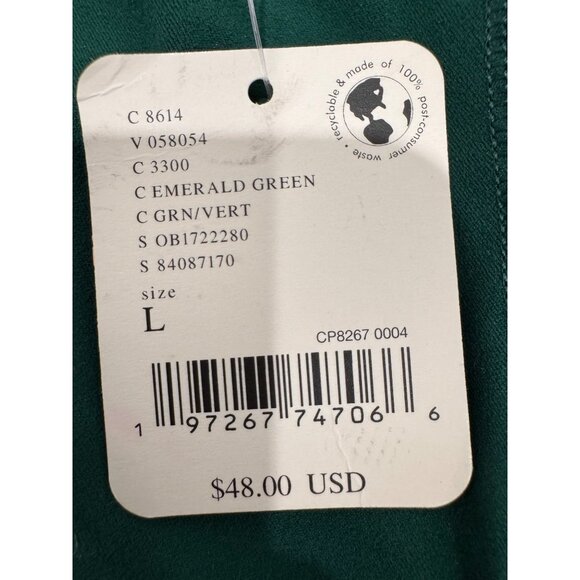 recyclable & made of 100% post-consumer waste •
C 8614
V 058054
C 3300
C EMERALD GREEN
C GRN/VERT
S OB1722280
S 84087170
size
L
CP8267 0004
1 97267 74706 6
$48.00 USD